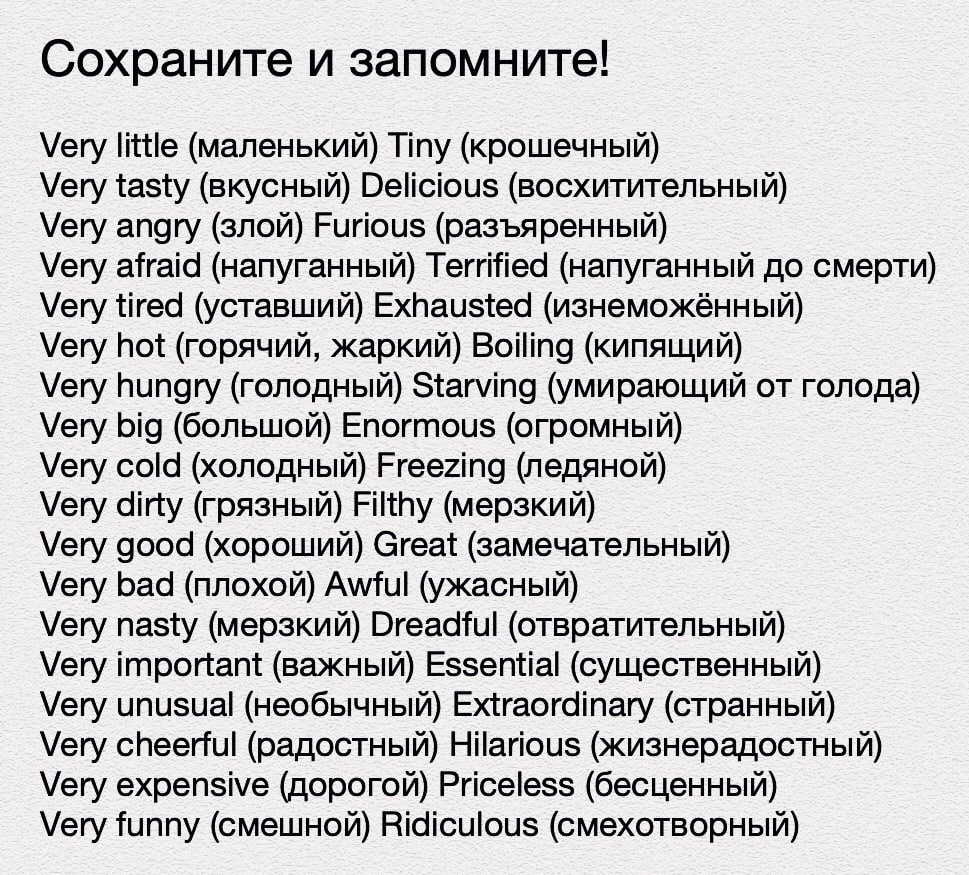 Сохраните и запомните!
Very little (маленький) Tiny (крошечный)
Very tasty (вкусный) Delicious (восхитительный)
Very angry (злой) Furious (разъяренный)
Very afraid (напуганный) Terrified (напуганный до смерти)
Very tired (уставший) Exhausted (изнеможённый)
Very hot (горячий, жаркий) Boiling (кипящий)
Very hungry (голодный) Starving (умирающий от голода)
Very big (большой) Enormous (огромный)
Very cold (холодный) Freezing (ледяной)
Very dirty (грязный) Filthy (мерзкий)
Very good (хороший) Great (замечательный)
Very bad (плохой) Awful (ужасный)
Very nasty (мерзкий) Dreadful (отвратительный)
Very important (важный) Essential (существенный)
Very unusual (необычный) Extraordinary (странный)
Very cheerful (радостный) Hilarious (жизнерадостный)
Very expensive (дорогой) Priceless (бесценный)
Very funny (смешной) Ridiculous (смехотворный)